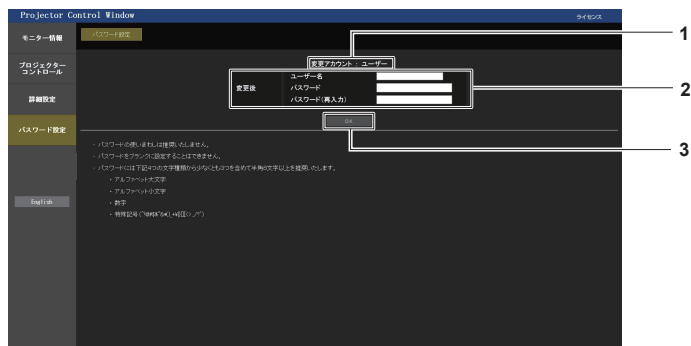 Projector Control Window
ライセンス
モニター情報
パスワード設定
プロジェクター
コントロール
変更アカウント : ユーザー
変更後
ユーザー名
パスワード
パスワード(再入力)
詳細設定
パスワード設定
OK
・パスワードの使いまわしは推奨いたしません。
・パスワードをブランクに設定することはできません。
・パスワードには下記4つの文字種類から少なくとも3つを含めて半角8文字以上を推奨いたします。
・アルファベット大文字
・アルファベット小文字
・数字
English
1
2
3